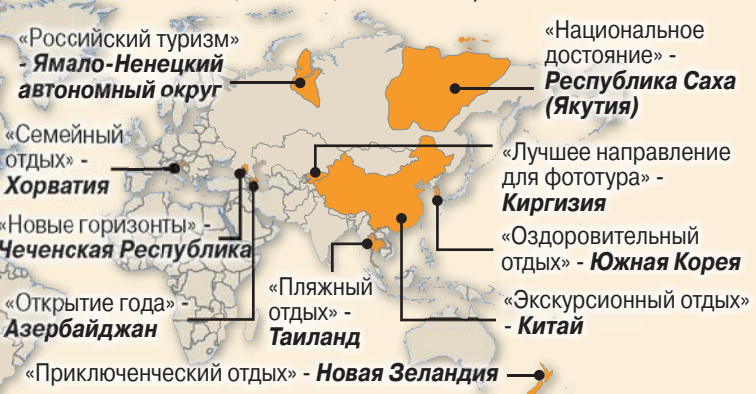 «Российский туризм»
- Ямало-Ненецкий
автономный округ
«Национальное
достояние» -
Республика Саха
(Якутия)
«Семейный
отдых» -
Хорватия
«Лучшее направление
для фототура» -
Киргизия
«Новые горизонты» -
Чеченская Республика
«Оздоровительный
отдых» - Южная Корея
«Открытие года» -
Азербайджан
«Пляжный
отдых» -
Таиланд
«Экскурсионный отдых»
- Китай
«Приключенческий отдых» - Новая Зеландия